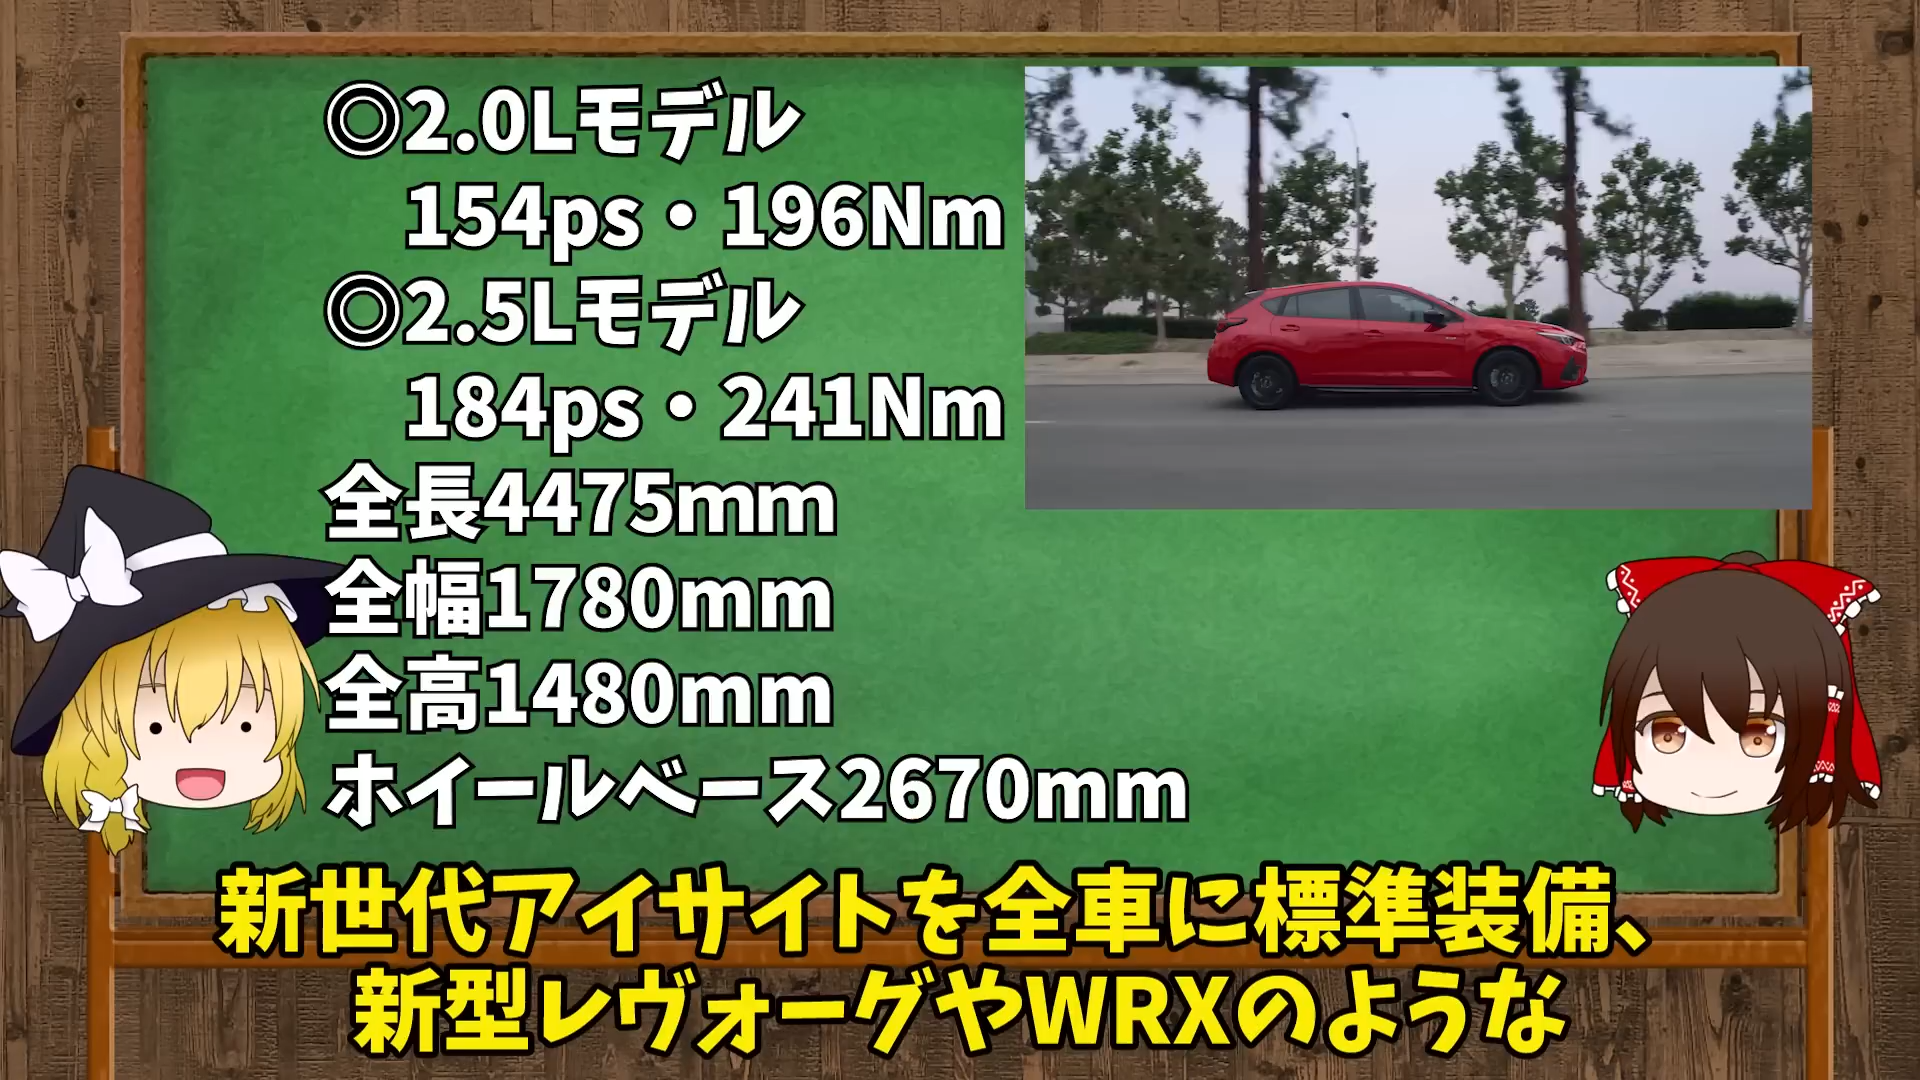 ◎2.0Lモデル
154ps・196Nm
◎2.5Lモデル
184ps・241Nm
全長4475mm
全幅1780mm
全高1480mm
ホイールベース2670mm
新世代アイサイトを全車に標準装備、
新型レヴォーグやWRXのような